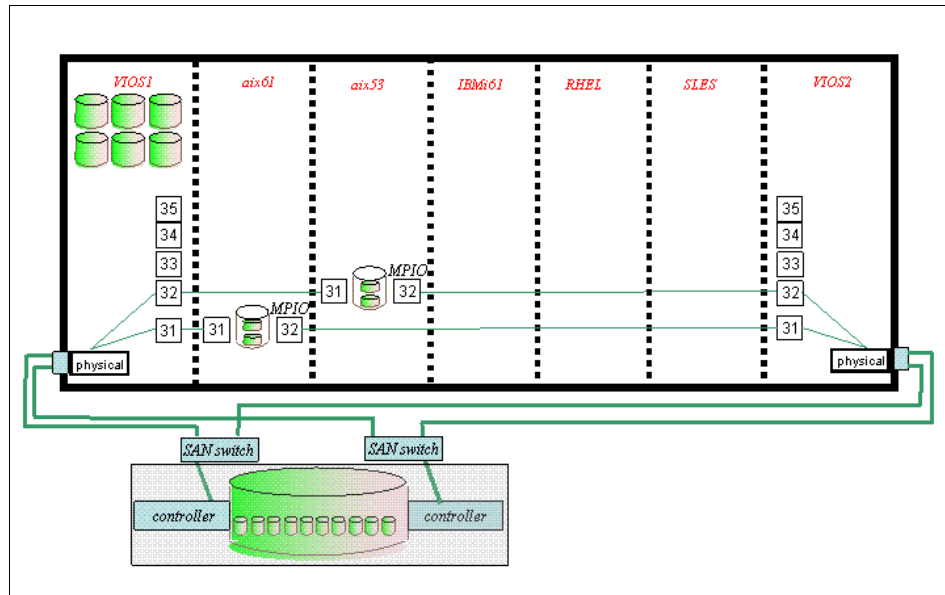 VIOS1 aix61 aix53 IBMi61 RHEL SLES VIOS2
35 35
34 34
33 33
31 MPIO 32
32 32
31 31 MPIO 32 31
physical physical
SAN switch SAN switch
controller controller